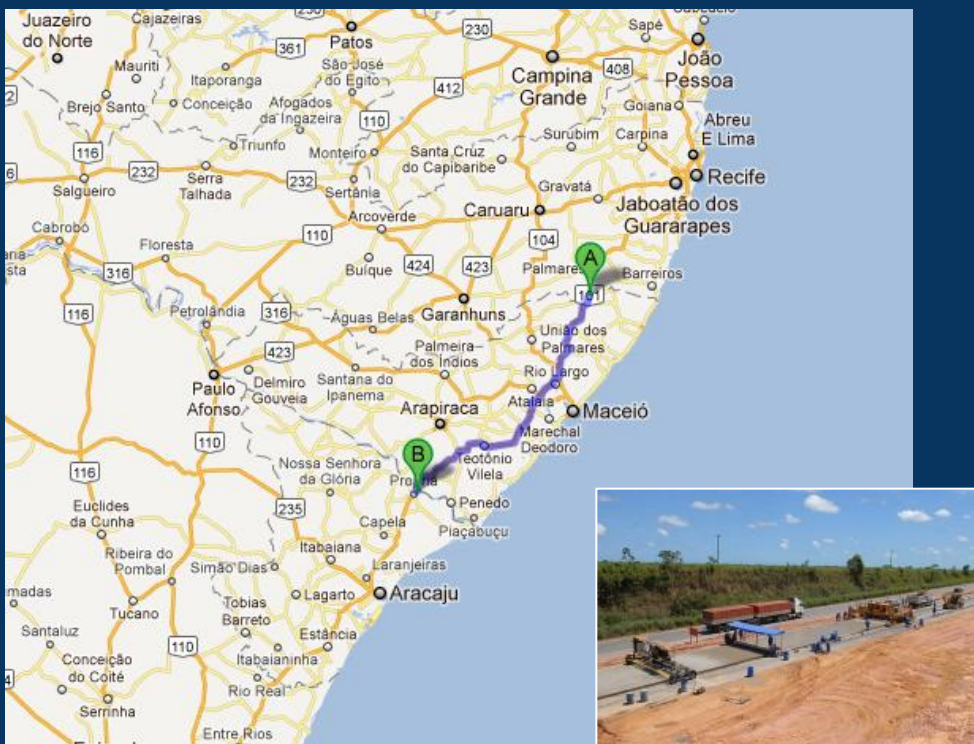 Juazeiro
do Norte
Cajazeiras
230
Patos
230
Sapé
João
Pessoa
361
Mauriti
Itaporanga
São José
do Egito
Campina
Grande
408
412
Brejo Santo
Conceição
Afogados
da Ingazeira
110
Goiana
Abreu
E Lima
116
Triunfo
Monteiro
Surubim
Carpina
Santa Cruz
do Capibaribe
232
Salgueiro
Serra
Talhada
232
Sertânia
Gravatá
Recife
Jaboatão dos
Guararapes
Caruaru
Arcoverde
Cabrobó
Floresta
110
104
Buíque
424
423
A
Barreiros
316
101
116
Petrolândia
316
Águas Belas
Garanhuns
União dos
Palmares
423
Palmeira
dos Índios
Rio Largo
Paulo
Afonso
Delmiro
Gouveia
Santana do
Ipanema
Atalaia
Maceió
Arapiraca
Marechal
Deodoro
110
B
Teotônio
Vilela
116
Nossa Senhora
da Glória
Penedo
Piaçabuçu
Euclides
da Cunha
235
Capela
Ribeira do
Pombal
Simão Dias
Itabaiana
Laranjeiras
Aracaju
Tucano
Lagarto
Tobias
Barreto
Estância
Santaluz
110
Itabaianinha
Conceição
do Coité
Rio Real
Serrinha
Entre Rios